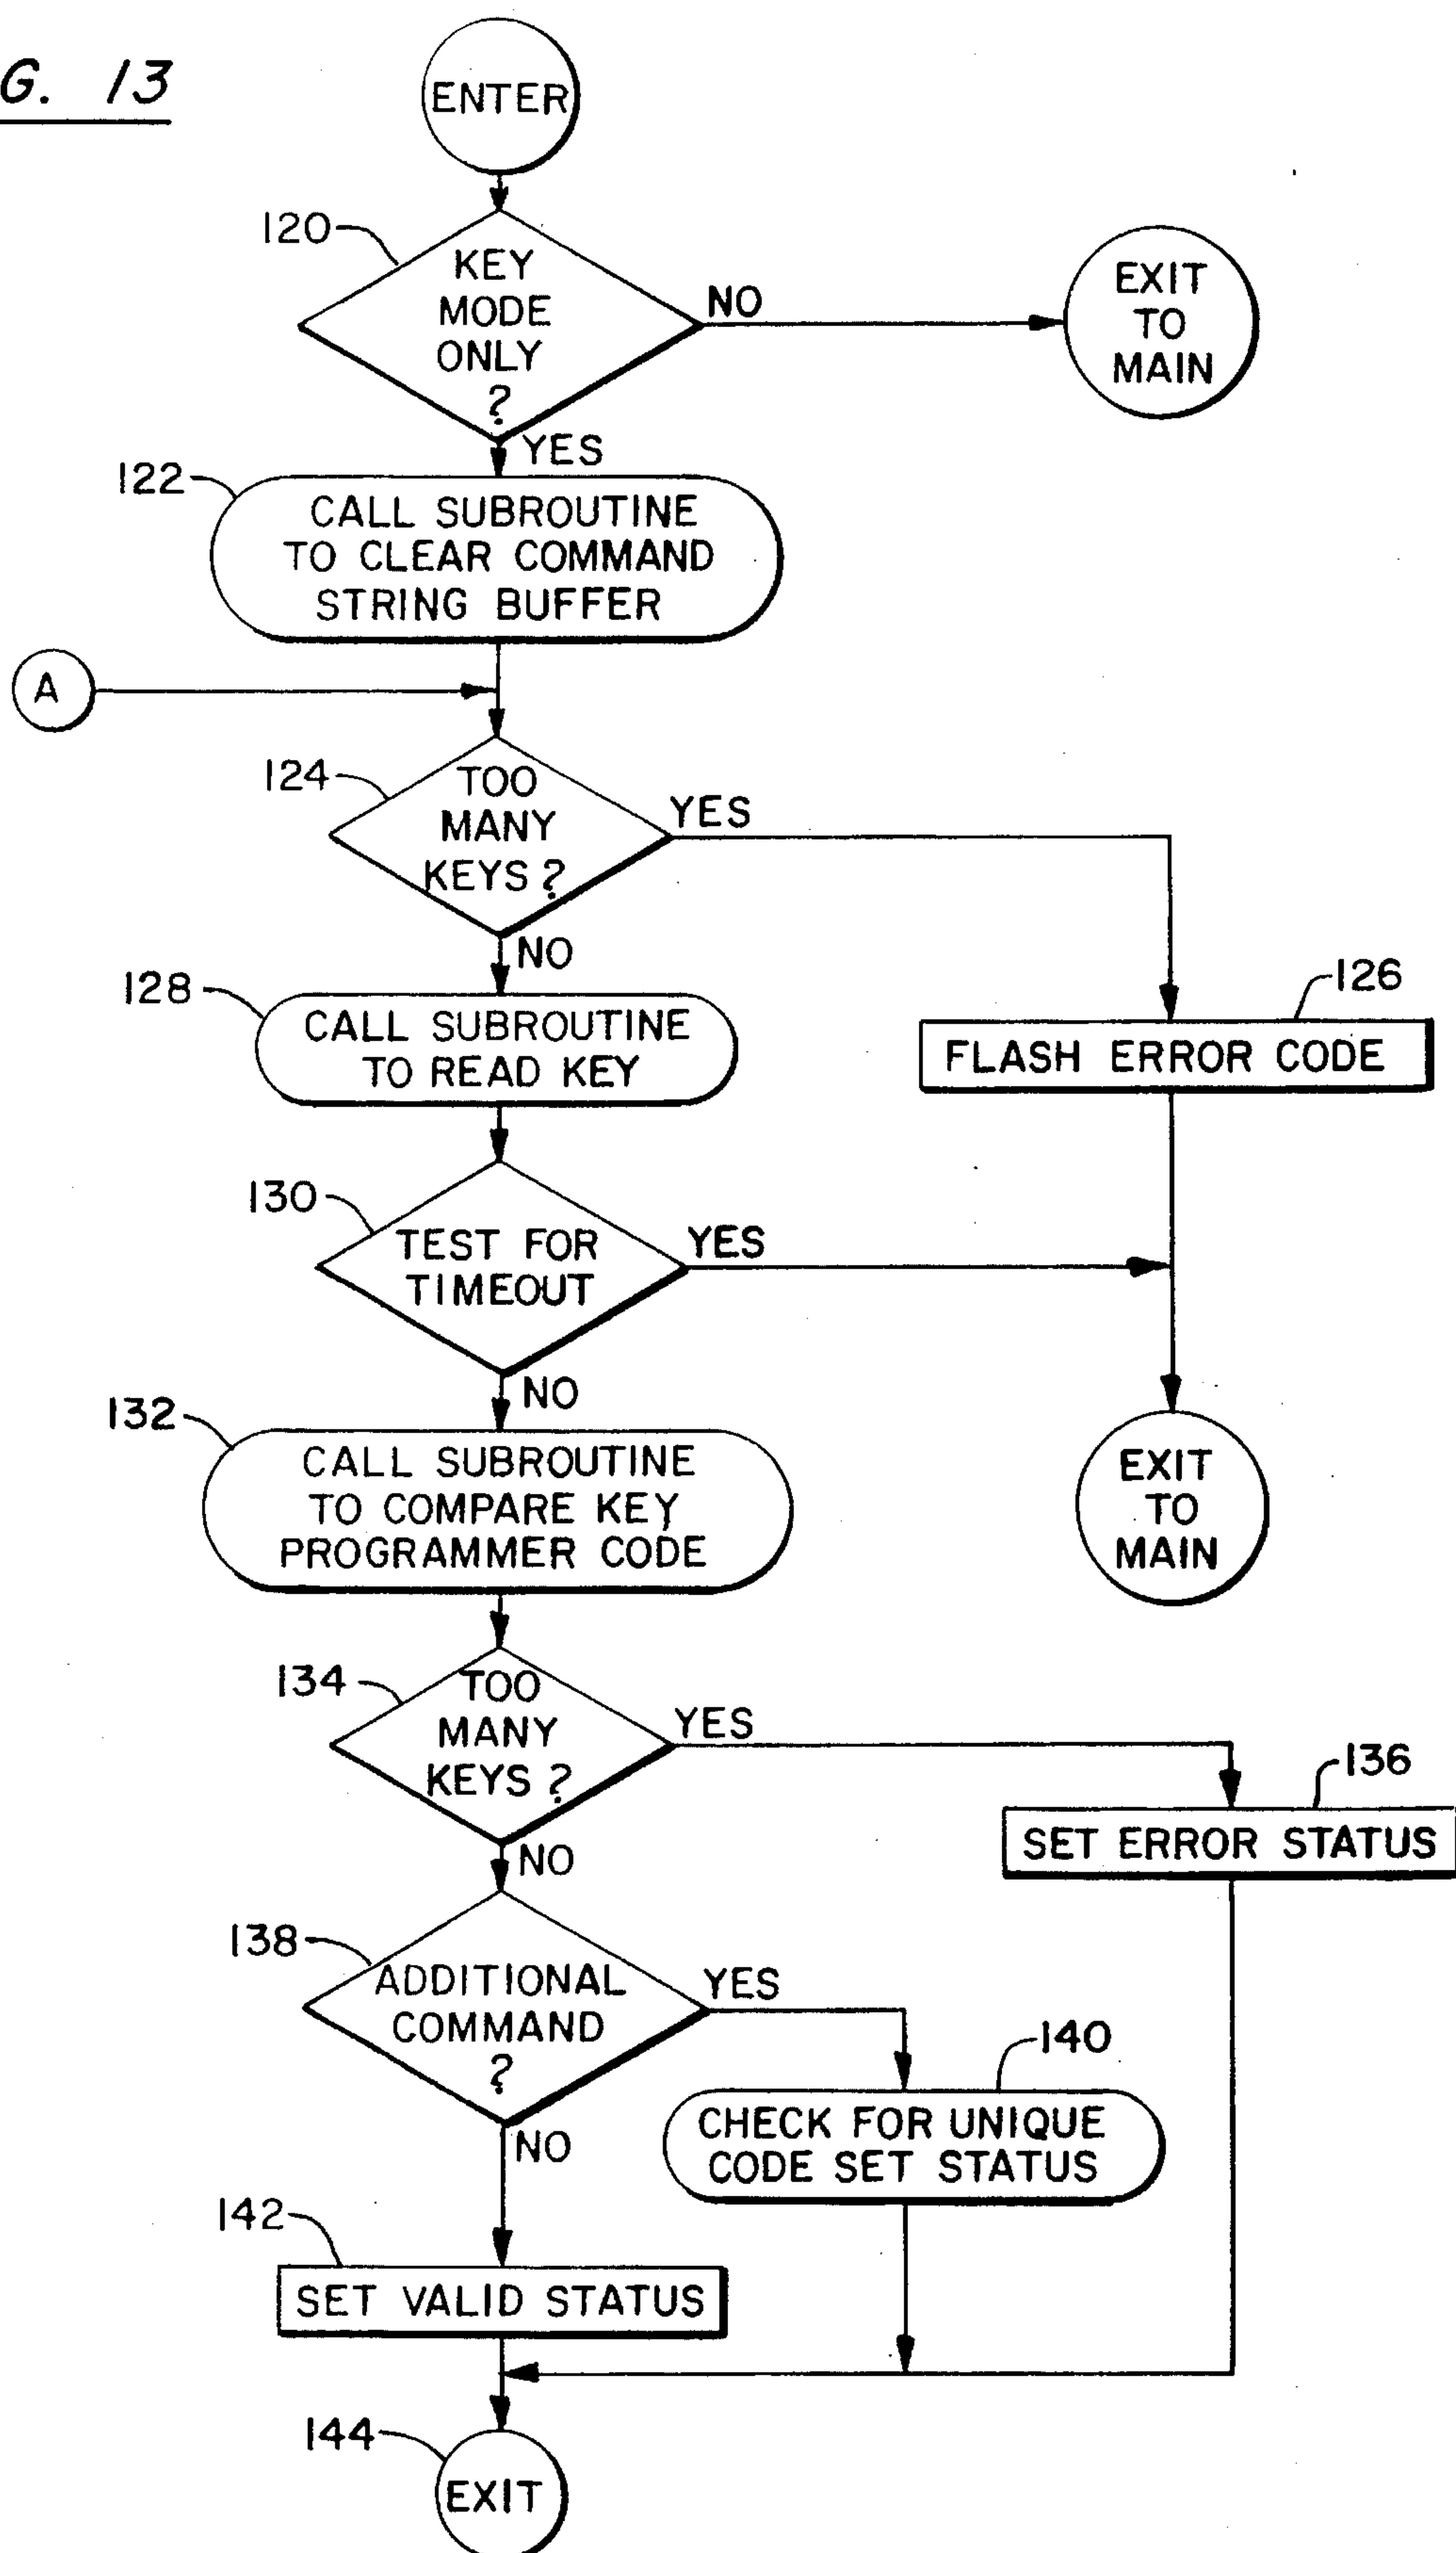 G. 13
ENTER
120
KEY
MODE
ONLY
?
NO
EXIT
TO
MAIN
YES
122
CALL SUBROUTINE
TO CLEAR COMMAND
STRING BUFFER
A
124
TOO
MANY
KEYS?
YES
NO
126
FLASH ERROR CODE
128
CALL SUBROUTINE
TO READ KEY
130
TEST FOR
TIMEOUT
YES
NO
EXIT
TO
MAIN
132
CALL SUBROUTINE
TO COMPARE KEY
PROGRAMMER CODE
134
TOO
MANY
KEYS?
YES
NO
136
SET ERROR STATUS
138
ADDITIONAL
COMMAND
?
YES
NO
140
CHECK FOR UNIQUE
CODE SET STATUS
142
SET VALID STATUS
144
EXIT